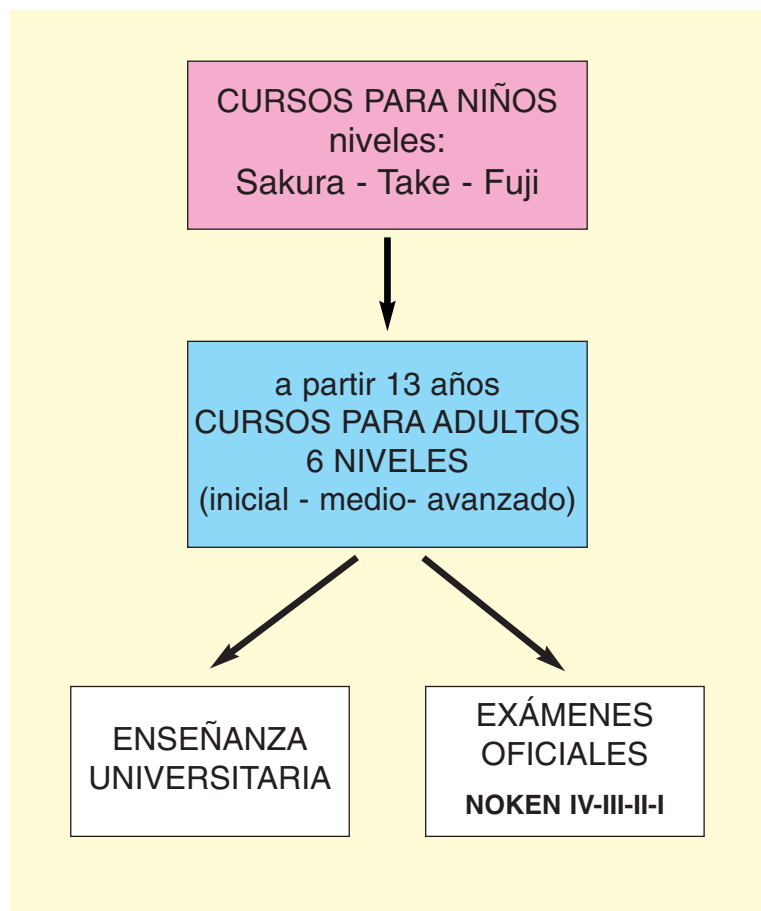 CURSOS PARA NIÑOS
niveles:
Sakura - Take - Fuji
a partir 13 años
CURSOS PARA ADULTOS
6 NIVELES
(inicial - medio- avanzado)
ENSEÑANZA
UNIVERSITARIA
EXÁMENES
OFICIALES
NOKEN IV-III-II-I